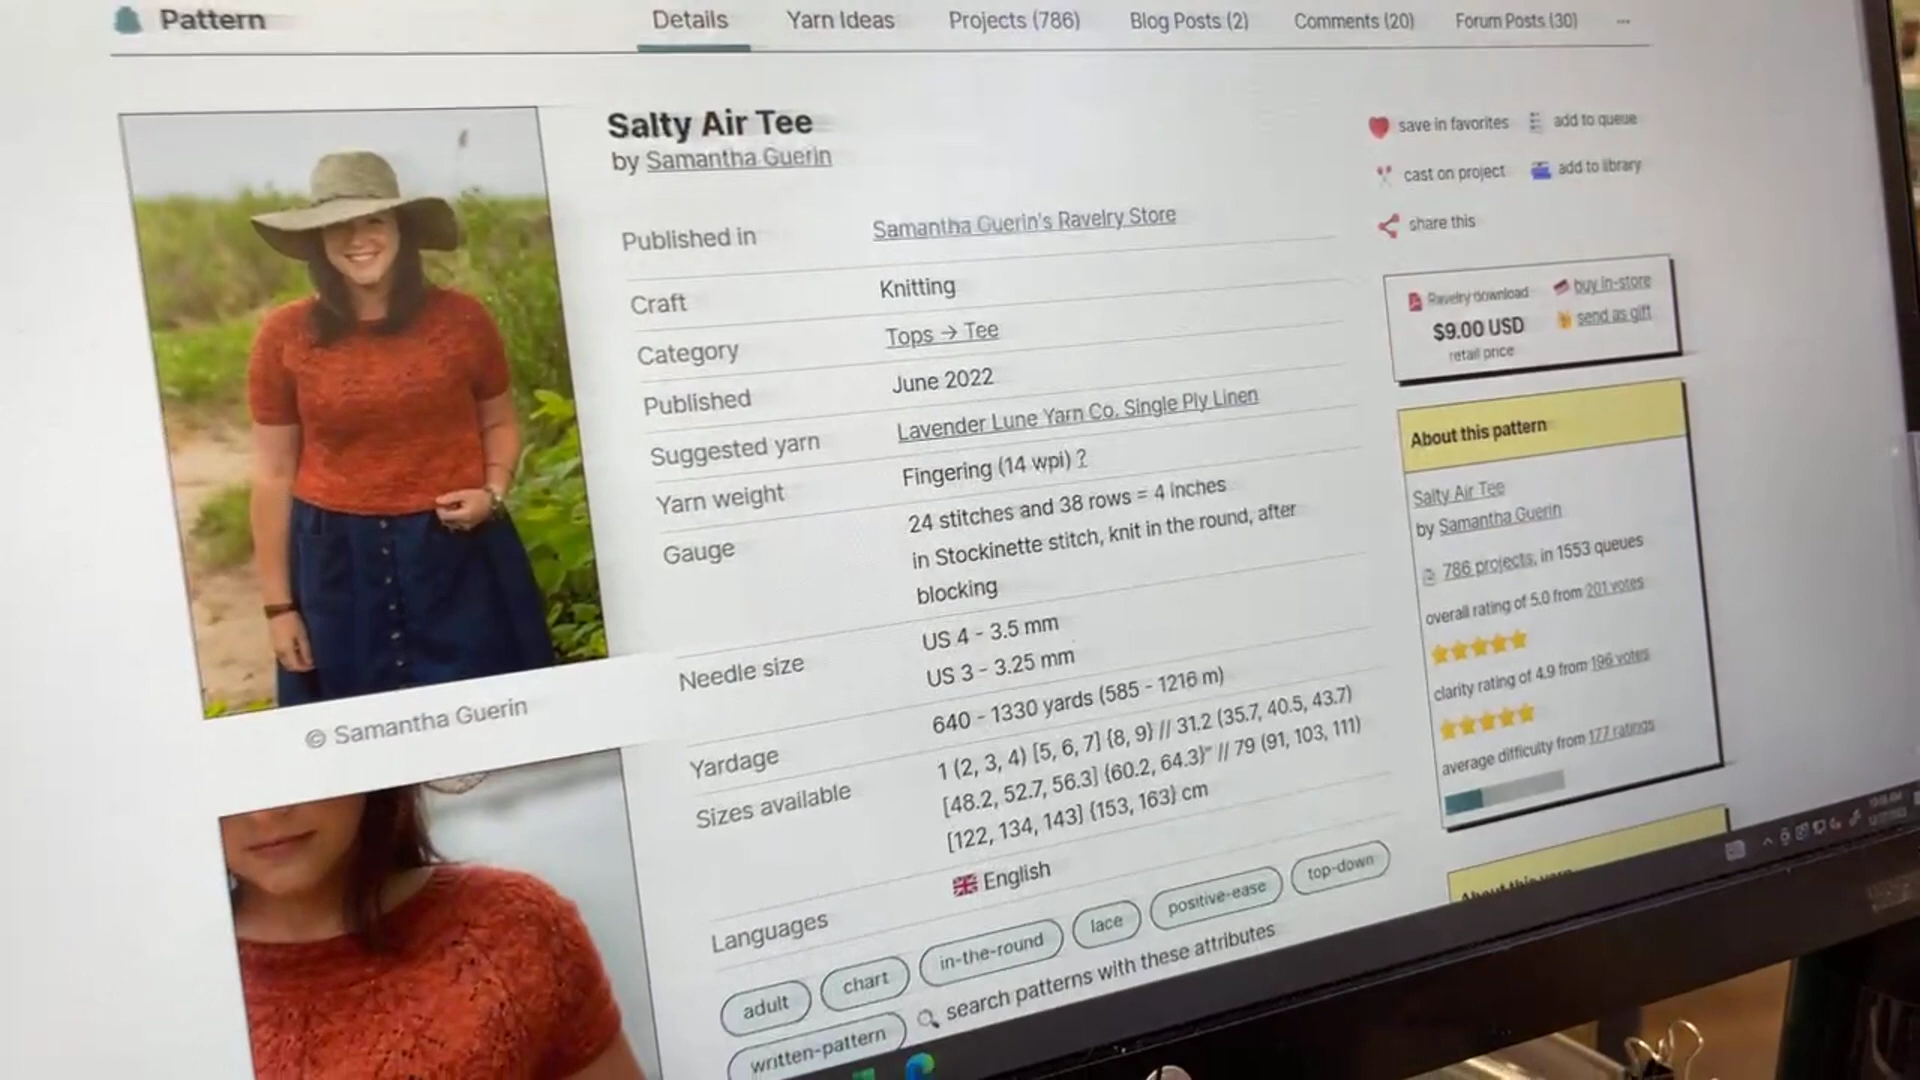 Pattern
Details
Yarn Ideas
Projects (786)
Blog Posts (2)
Comments (20)
Forum Posts (30)
Salty Air Tee
by Samantha Guerin
Published in
Samantha Guerin's Ravelry Store
Craft
Knitting
Category
Tops → Tee
Published
June 2022
Suggested yarn
Lavender Lune Yarn Co. Single Ply Linen
Yarn weight
Fingering (14 wpi) ?
Gauge
24 stitches and 38 rows = 4 inches
in Stockinette stitch, knit in the round, after
blocking
Needle size
US 4 - 3.5 mm
US 3 - 3.25 mm
Yardage
640 - 1330 yards (585 - 1216 m)
Sizes available
1 (2, 3, 4) [5, 6, 7] {8, 9} // 31.2 (35.7, 40.5, 43.7)
[48.2, 52.7, 56.3] {60.2, 64.3}" // 79 (91, 103, 111)
[122, 134, 143] {153, 163} cm
Languages
English
adult
chart
in-the-round
lace
positive-ease
top-down
written-pattern
search patterns with these attributes
© Samantha Guerin
save in favorites
add to queue
cast on project
add to library
share this
Ravelry download
$9.00 USD
retail price
buy in-store
send as gift
About this pattern
Salty Air Tee
by Samantha Guerin
786 projects, in 1553 queues
overall rating of 5.0 from 201 votes
clarity rating of 4.9 from 196 votes
average difficulty from 177 ratings
About this yarn